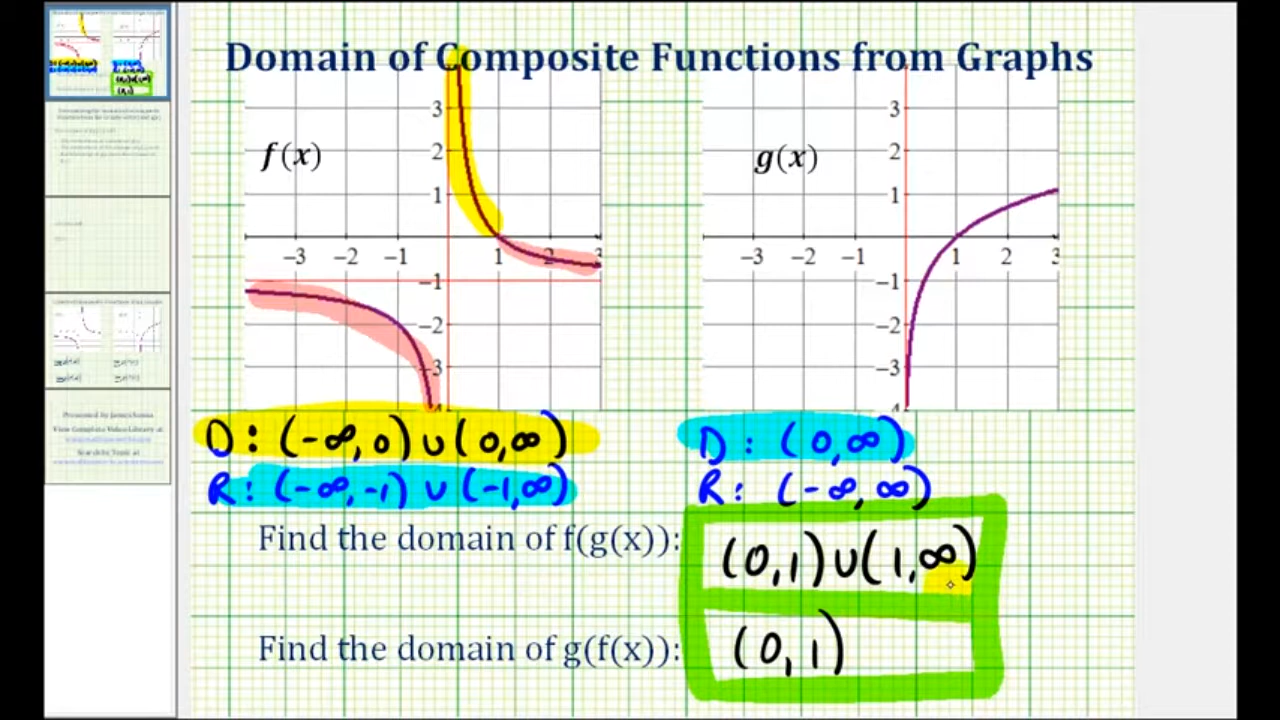 Domain of Composite Functions from Graphs
f(x)
3
2
1
−3 −2 −1 1 2 3
−1
−2
−3
g(x)
3
2
1
−3 −2 −1 1 2 3
−1
−2
−3
D: (-∞,0) ∪ (0,∞)
R: (-∞,-1) ∪ (-1,∞)
D: (0,∞)
R: (-∞,∞)
Find the domain of f(g(x)):
(0,1)∪(1,∞)
Find the domain of g(f(x)):
(0,1)